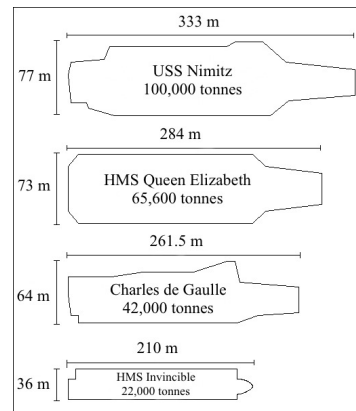 333 m
77 m
USS Nimitz
100,000 tonnes
284 m
73 m
HMS Queen Elizabeth
65,600 tonnes
261.5 m
64 m
Charles de Gaulle
42,000 tonnes
210 m
36 m
HMS Invincible
22,000 tonnes